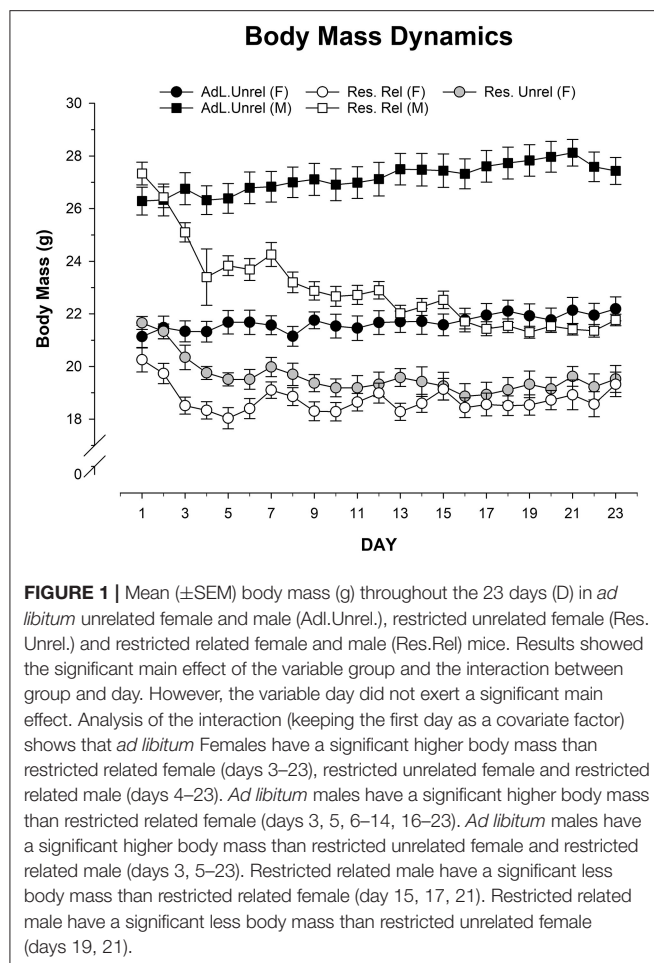 Body Mass Dynamics
AdL.Unrel (F) Res. Rel (F) Res. Unrel (F)
AdL.Unrel (M) Res. Rel (M)
30
28
26
24
22
20
18
0
Body Mass (g)
1 3 5 7 9 11 13 15 17 19 21 23
DAY
FIGURE 1 | Mean (±SEM) body mass (g) throughout the 23 days (D) in ad
libitum unrelated female and male (Adl.Unrel.), restricted unrelated female (Res.
Unrel.) and restricted related female and male (Res.Rel) mice. Results showed
the significant main effect of the variable group and the interaction between
group and day. However, the variable day did not exert a significant main
effect. Analysis of the interaction (keeping the first day as a covariate factor)
shows that ad libitum Females have a significant higher body mass than
restricted related female (days 3–23), restricted unrelated female and restricted
related male (days 4–23). Ad libitum males have a significant higher body mass
than restricted related female (days 3, 5, 6–14, 16–23). Ad libitum males have
a significant higher body mass than restricted unrelated female and restricted
related male (days 3, 5–23). Restricted related male have a significant less
body mass than restricted related female (day 15, 17, 21). Restricted related
male have a significant less body mass than restricted unrelated female
(days 19, 21).